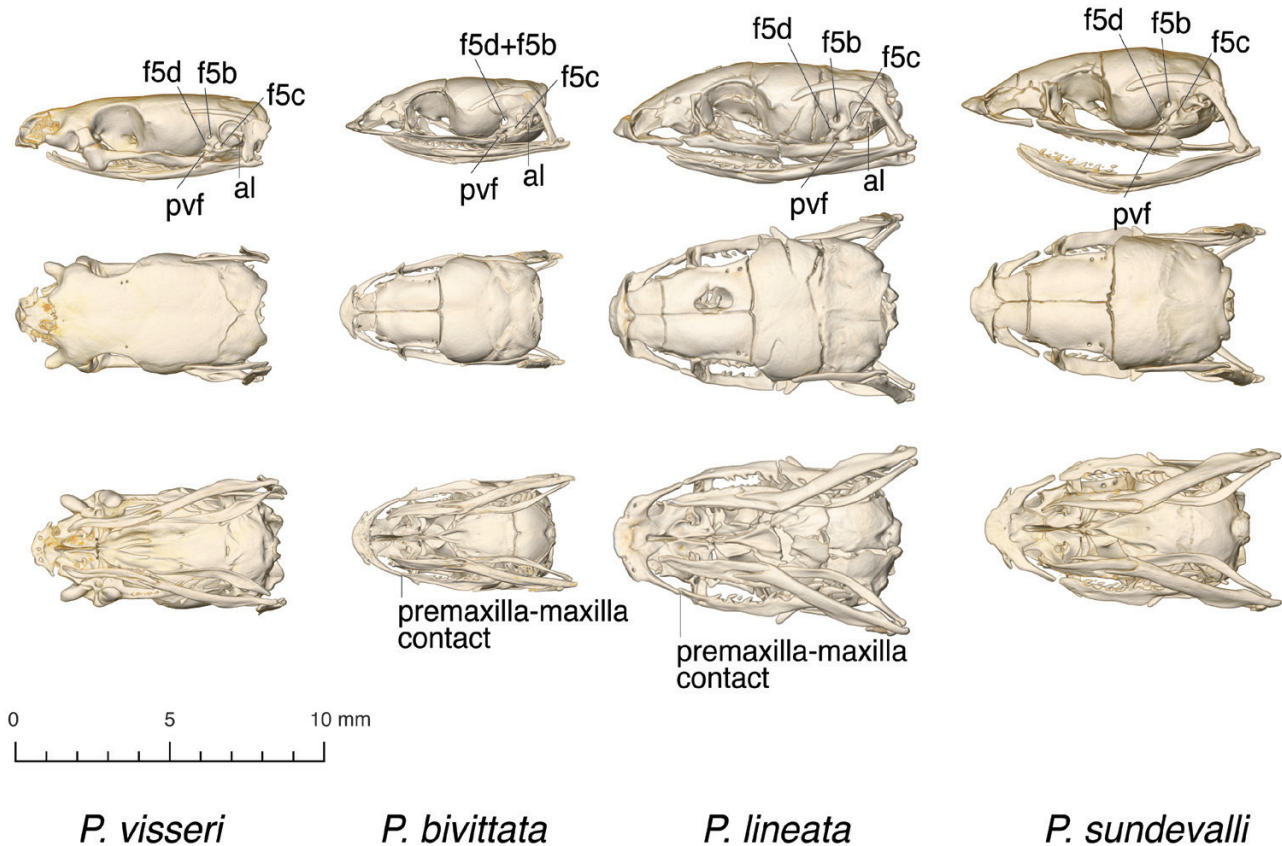 f5d f5b f5c
pvf al
f5d+f5b f5c
pvf al
f5d f5b f5c
pvf al
f5d f5b f5c
pvf
premaxilla-maxilla
contact
premaxilla-maxilla
contact
0 5 10 mm
P. visseri P. bivittata P. lineata P. sundevalli